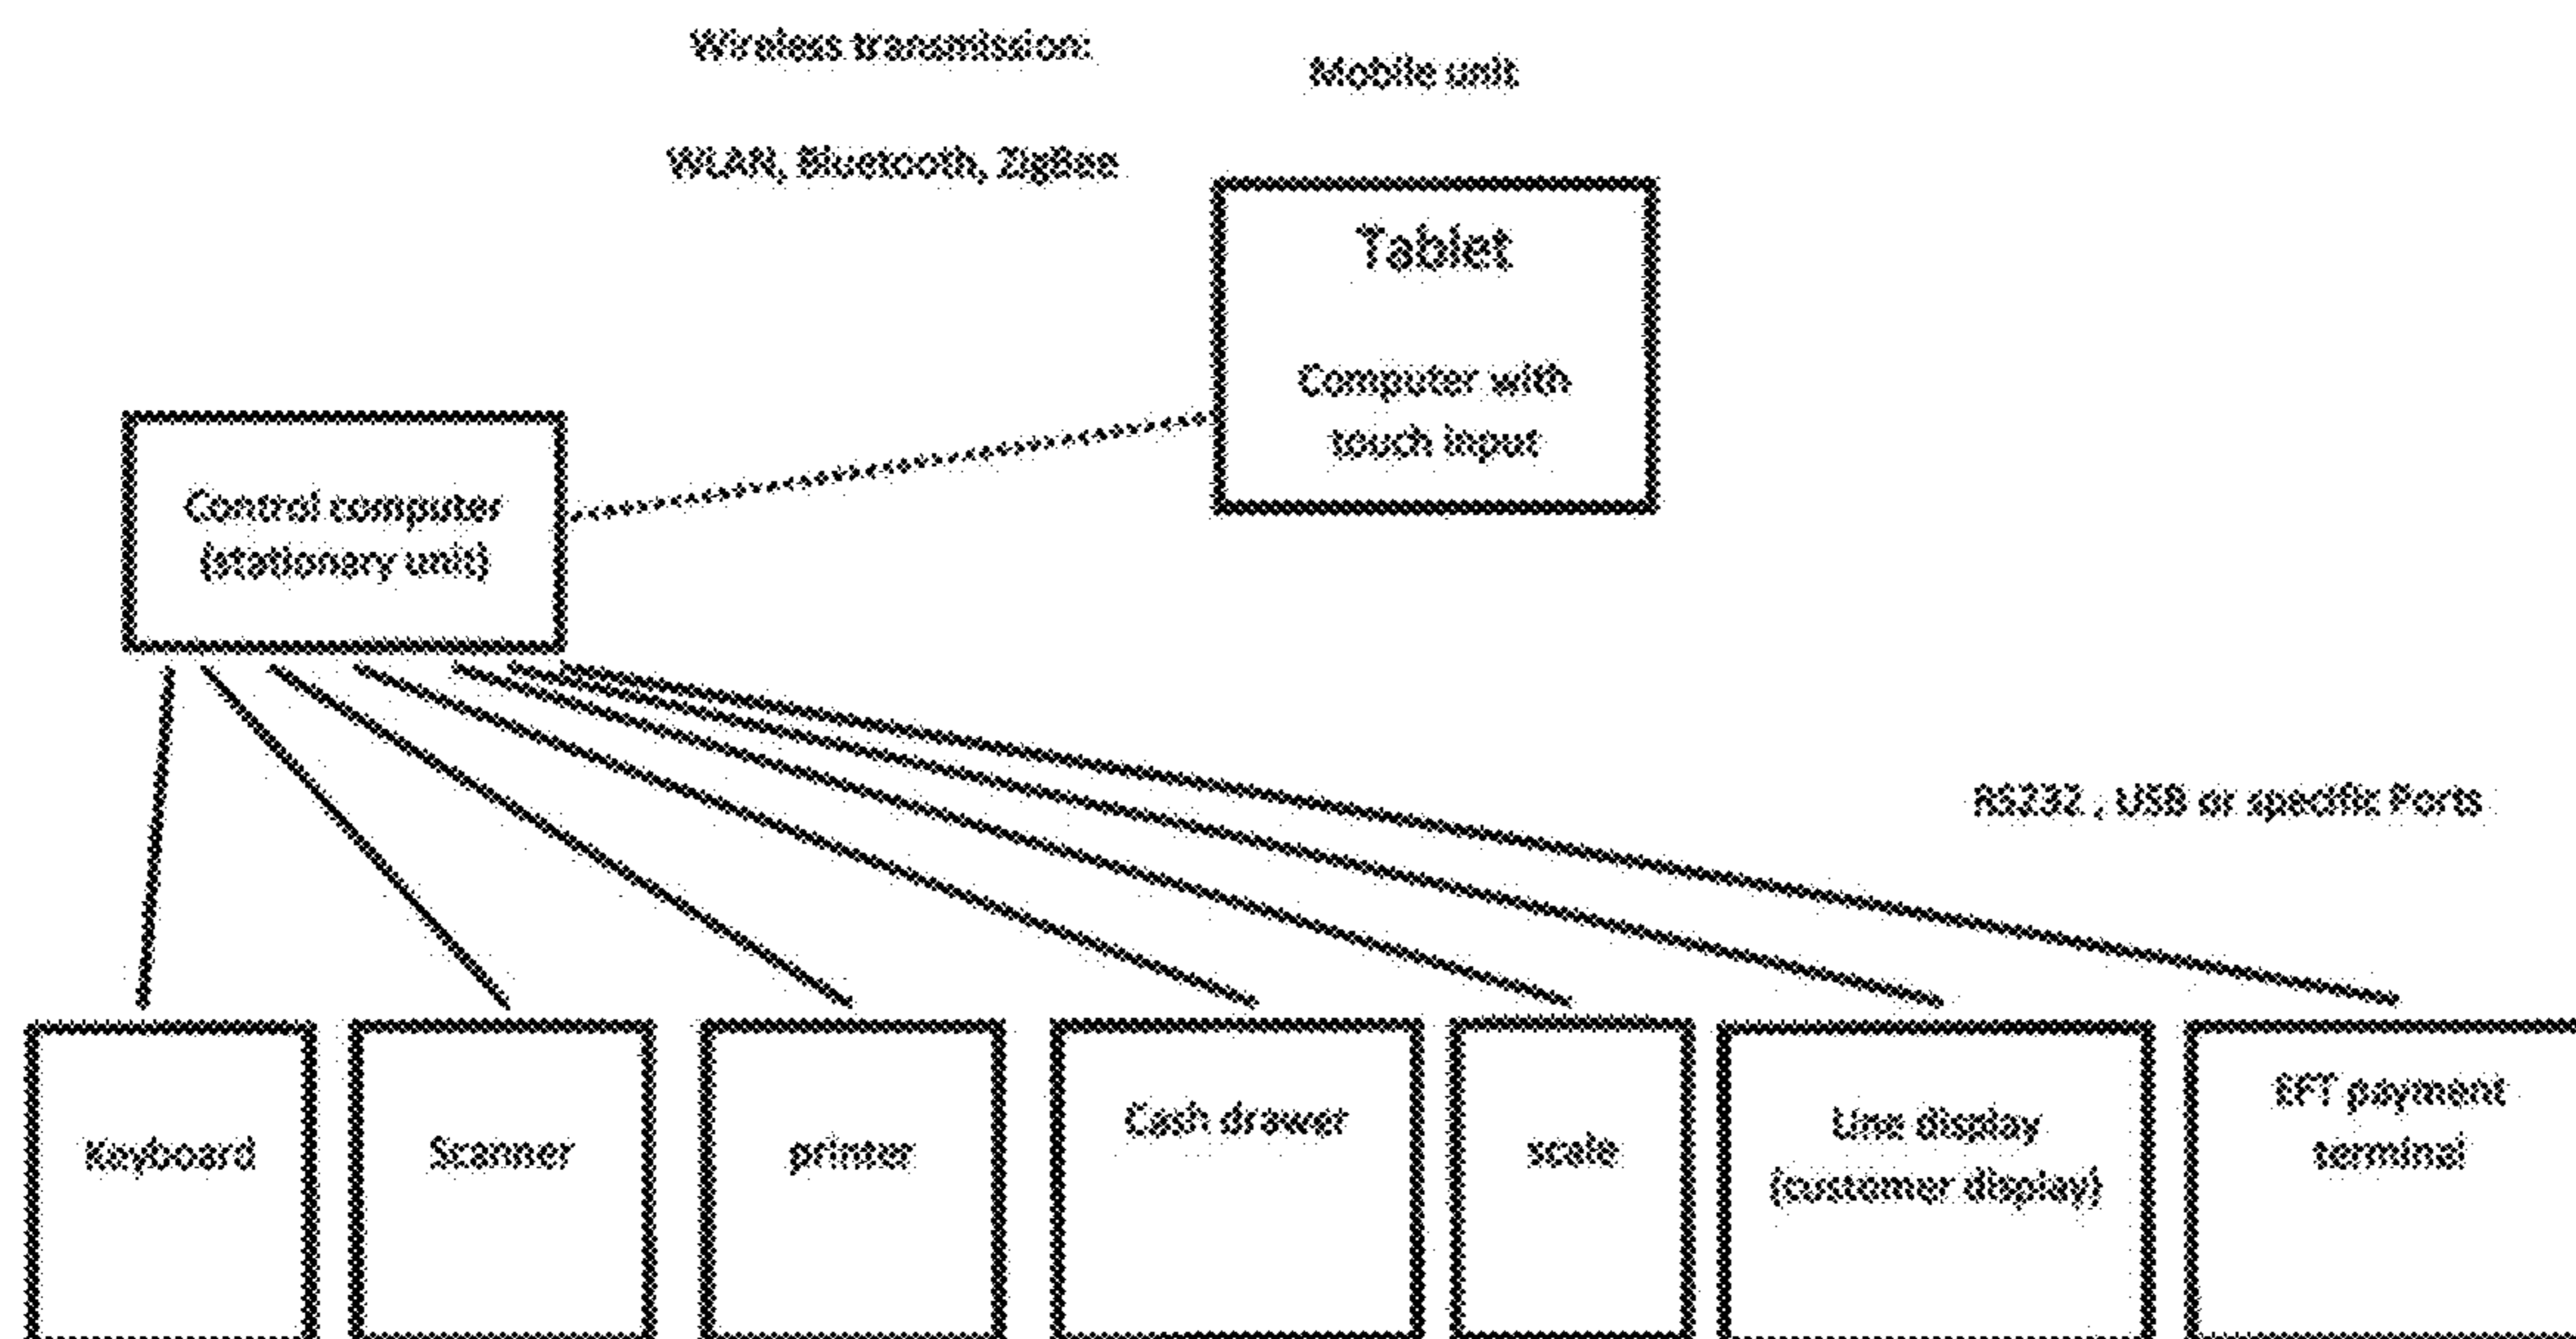 Wireless transmission:
Mobile unit
WLAN, Bluetooth, ZigBee
Tablet
Computer with
touch input
Control computer
(stationary unit)
RS232 , USB or specific Ports
Keyboard
Scanner
printer
Cash drawer
scale
Line display
(customer display)
EFT payment
terminal